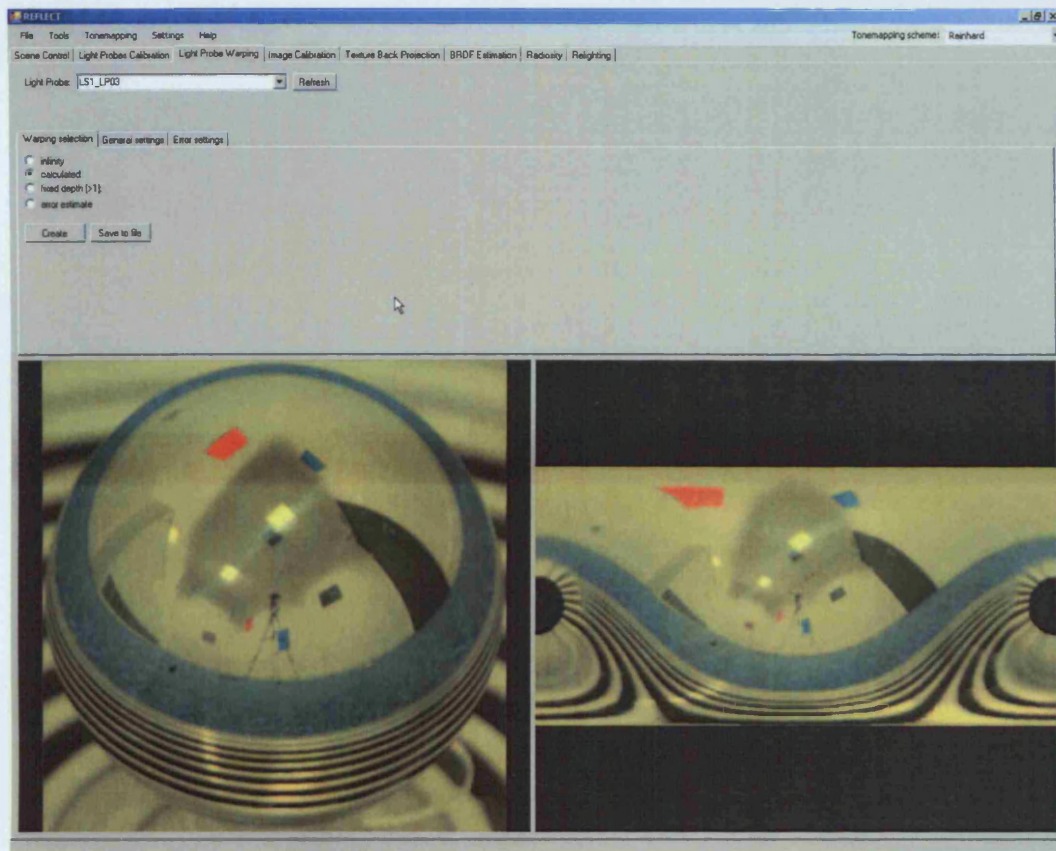 REFLECT
File Tools Tonemapping Settings Help Tonemapping scheme: Reinhard
Scene Control Light Probes Calibration Light Probe Warping Image Calibration Texture Back Projection BRDF Estimation Radiosity Relighting
Light Probe: LS1_LP03 Refresh
Warping selection General settings Error settings
infinity
calculated
fixed depth [>1]:
error estimate
Create Save to file